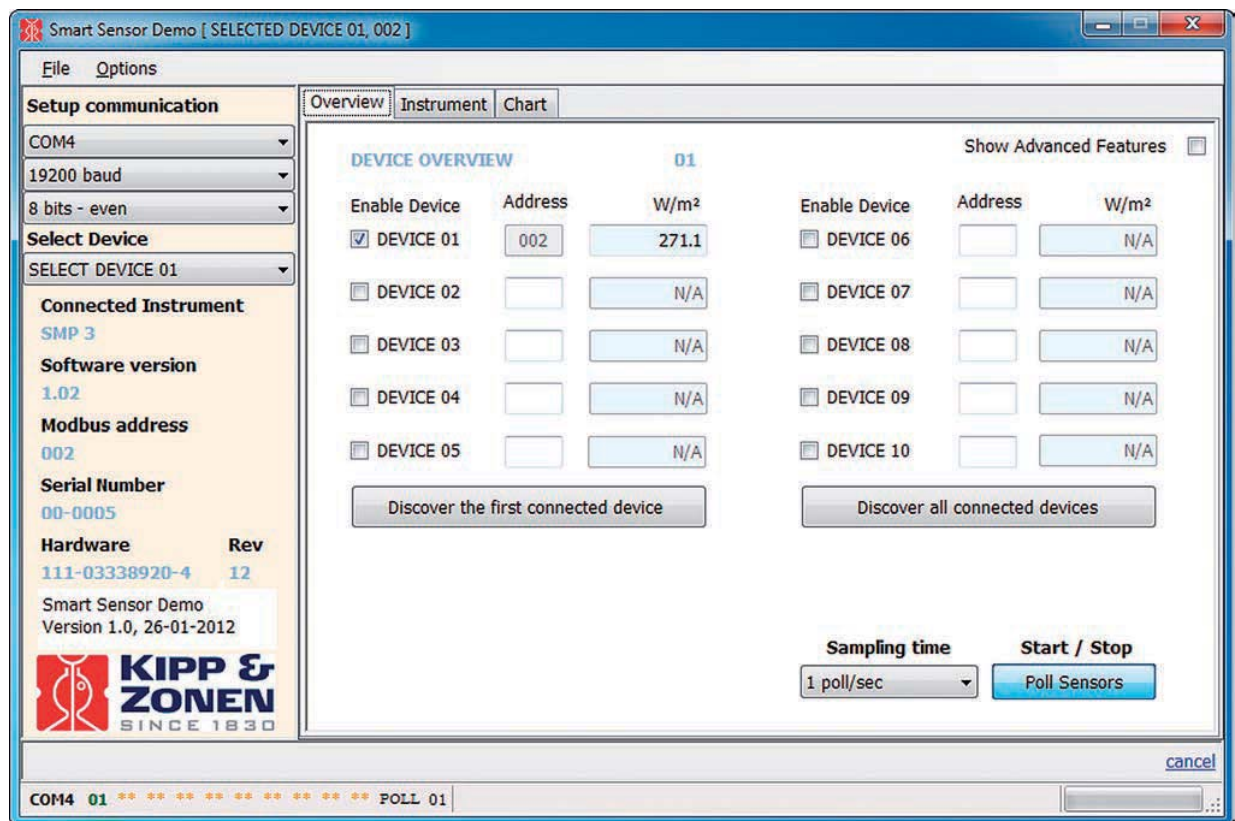 Smart Sensor Demo [ SELECTED DEVICE 01, 002 ]
File Options
Setup communication
COM4
19200 baud
8 bits - even
Select Device
SELECT DEVICE 01
Connected Instrument
SMP 3
Software version
1.02
Modbus address
002
Serial Number
00-0005
Hardware Rev
111-03338920-4 12
Smart Sensor Demo
Version 1.0, 26-01-2012
KIPP &
ZONEN
SINCE 1830
Overview Instrument Chart
Show Advanced Features
DEVICE OVERVIEW 01
Enable Device Address W/m²
DEVICE 01 002 271.1
DEVICE 02 N/A
DEVICE 03 N/A
DEVICE 04 N/A
DEVICE 05 N/A
Discover the first connected device
Enable Device Address W/m²
DEVICE 06 N/A
DEVICE 07 N/A
DEVICE 08 N/A
DEVICE 09 N/A
DEVICE 10 N/A
Discover all connected devices
Sampling time Start / Stop
1 poll/sec Poll Sensors
cancel
COM4 01 ** ** ** ** ** ** ** ** ** POLL 01